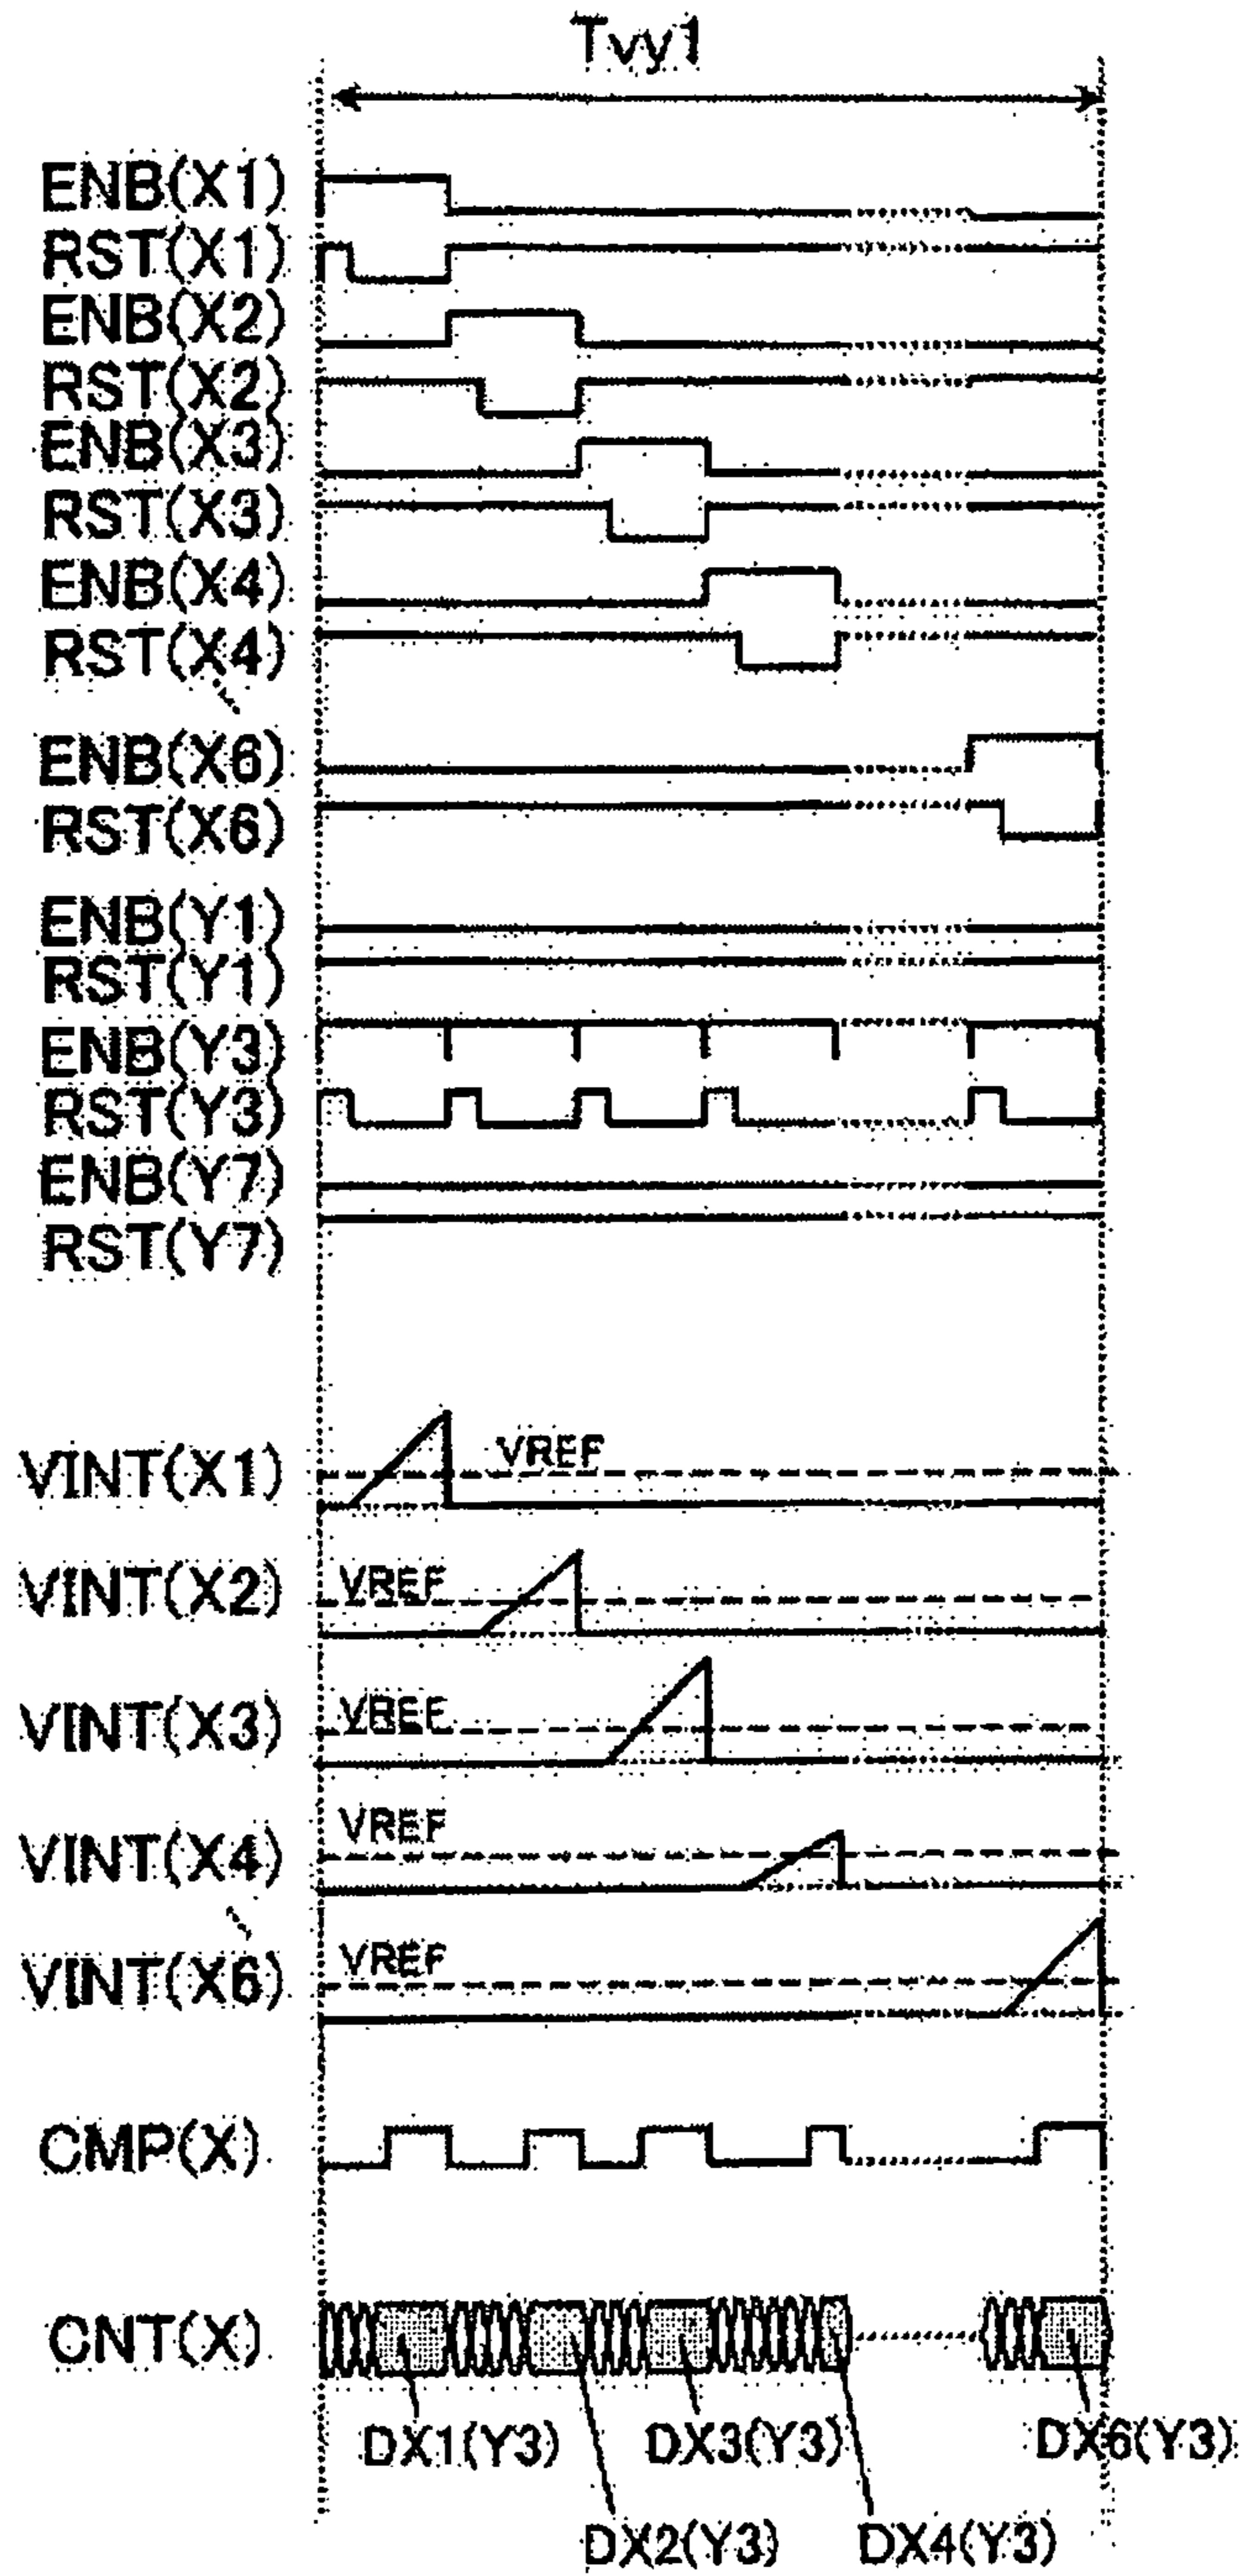 Tvy1
ENB(X1)
RST(X1)
ENB(X2)
RST(X2)
ENB(X3)
RST(X3)
ENB(X4)
RST(X4)
ENB(X6)
RST(X6)
ENB(Y1)
RST(Y1)
ENB(Y3)
RST(Y3)
ENB(Y7)
RST(Y7)
VINT(X1) VREF
VINT(X2) VREF
VINT(X3) VREF
VINT(X4) VREF
VINT(X6) VREF
CMP(X)
CNT(X)
DX1(Y3) DX3(Y3) DX6(Y3)
DX2(Y3) DX4(Y3)